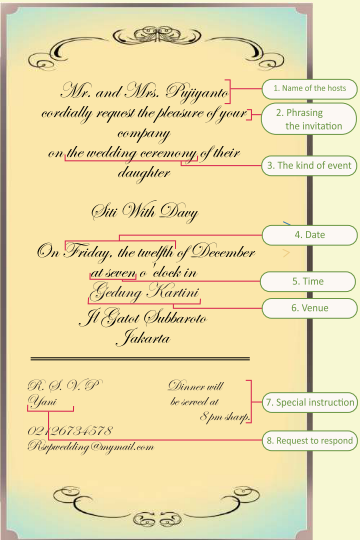 Mr. and Mrs. Pujiyanto
cordially request the pleasure of your
company
on the wedding ceremony of their
daughter
Siti With Davy
On Friday, the twelfth of December
at seven o'clock in
Gedung Kartini
Jl Gatot Subbaroto
Jakarta
R. S. V. P
Yani
02126734578
Rsvpwedding@mymail.com
Dinner will
be served at
8 pm sharp.
1. Name of the hosts
2. Phrasing
the invitation
3. The kind of event
4. Date
5. Time
6. Venue
7. Special instruction
8. Request to respond